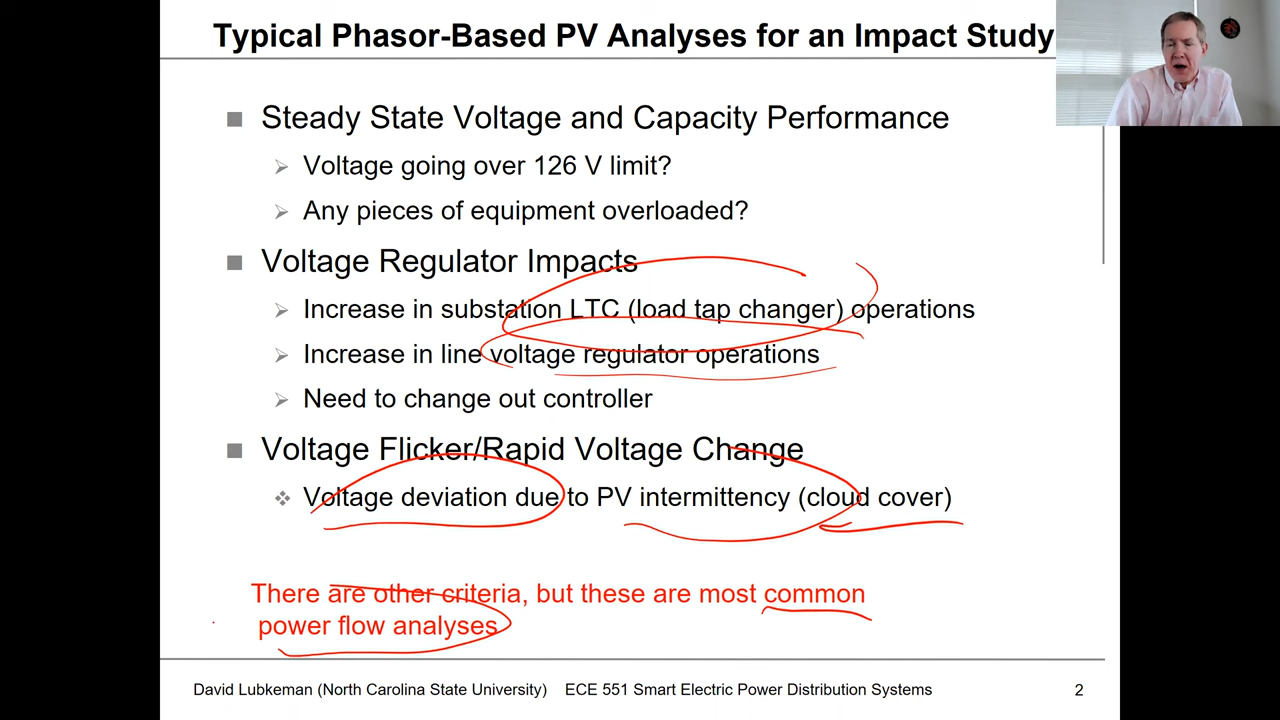 Typical Phasor-Based PV Analyses for an Impact Study
Steady State Voltage and Capacity Performance
Voltage going over 126 V limit?
Any pieces of equipment overloaded?
Voltage Regulator Impacts
Increase in substation LTC (load tap changer) operations
Increase in line voltage regulator operations
Need to change out controller
Voltage Flicker/Rapid Voltage Change
Voltage deviation due to PV intermittency (cloud cover)
There are other criteria, but these are most common
power flow analyses
David Lubkeman (North Carolina State University) ECE 551 Smart Electric Power Distribution Systems 2